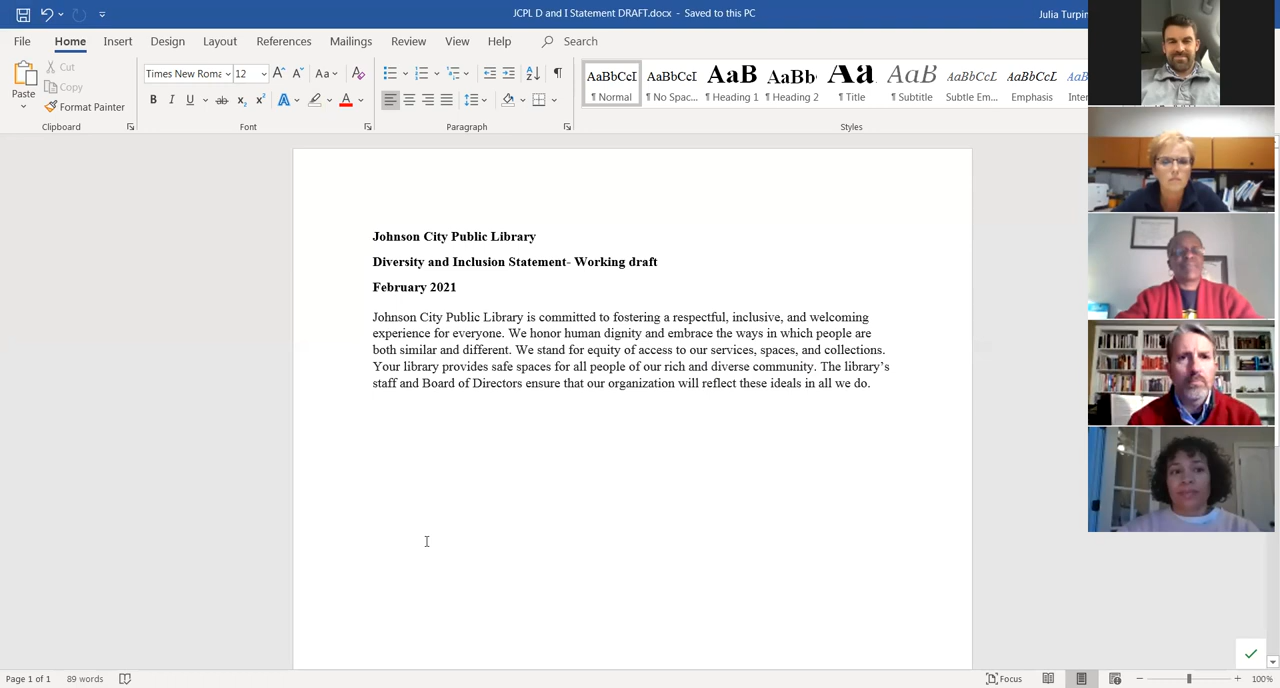 JCPL D and I Statement DRAFT.docx - Saved to this PC
Julia Turpin
File Home Insert Design Layout References Mailings Review View Help Search
Paste
Cut
Copy
Format Painter
Clipboard
Times New Roma 12
Aa
B I U ab x₂ x² A A
Font
Paragraph
AaBbCcI AaBbCcI AaB AaBb Aa AaB AaBbCcL AaBbCcL AaBb
¶ Normal ¶ No Spac... ¶ Heading 1 ¶ Heading 2 ¶ Title ¶ Subtitle Subtle Em... Emphasis Inter
Styles
Johnson City Public Library
Diversity and Inclusion Statement- Working draft
February 2021
Johnson City Public Library is committed to fostering a respectful, inclusive, and welcoming
experience for everyone. We honor human dignity and embrace the ways in which people are
both similar and different. We stand for equity of access to our services, spaces, and collections.
Your library provides safe spaces for all people of our rich and diverse community. The library's
staff and Board of Directors ensure that our organization will reflect these ideals in all we do.
Page 1 of 1 89 words
Focus
100%